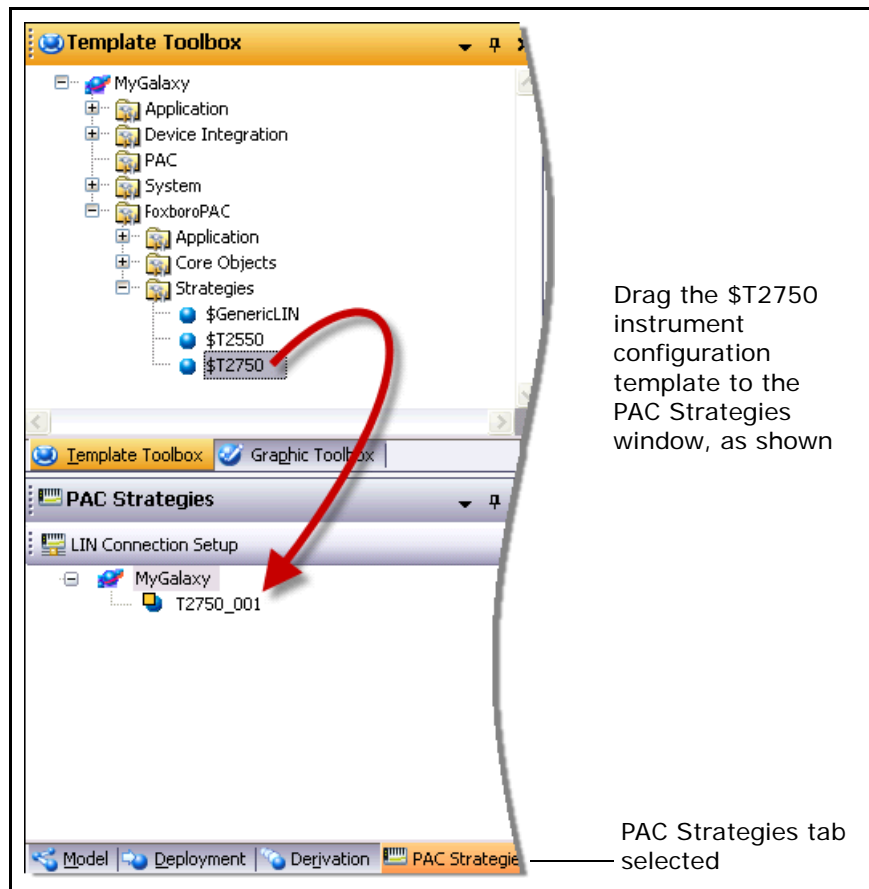 Template Toolbox
MyGalaxy
Application
Device Integration
PAC
System
FoxboroPAC
Application
Core Objects
Strategies
$GenericLIN
$T2550
$T2750
Template Toolbox
Graphic Toolbox
PAC Strategies
LIN Connection Setup
MyGalaxy
T2750_001
Model
Deployment
Derivation
PAC Strategie
Drag the $T2750
instrument
configuration
template to the
PAC Strategies
window, as shown
PAC Strategies tab
selected